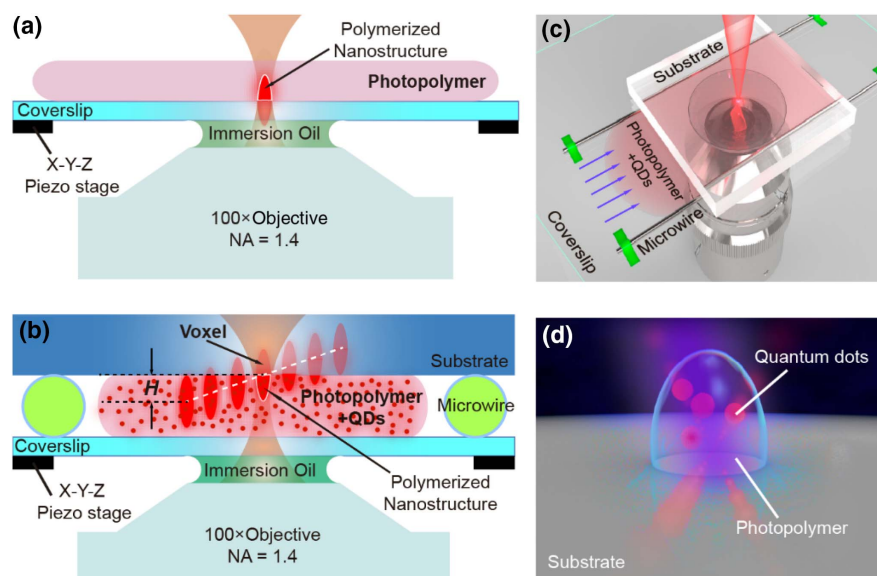 (a)
Polymerized
Nanostructure
Photopolymer
Coverslip
Immersion Oil
X-Y-Z
Piezo stage
100×Objective
NA = 1.4
(b)
Voxel
Substrate
H
Photopolymer
+QDs
Microwire
Coverslip
Immersion Oil
X-Y-Z
Piezo stage
Polymerized
Nanostructure
100×Objective
NA = 1.4
(c)
Substrate
Photopolymer
+QDs
Microwire
Coverslip
(d)
Quantum dots
Photopolymer
Substrate